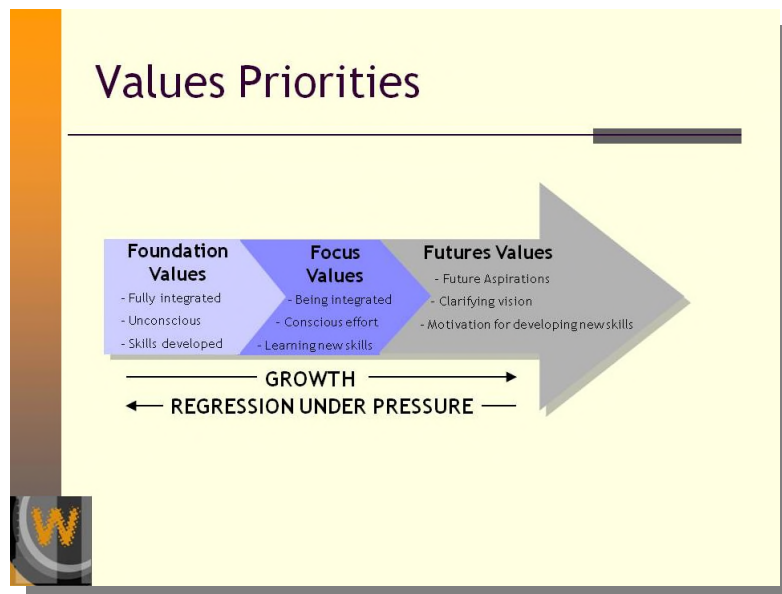 Values Priorities
Foundation
Values
- Fully integrated
- Unconscious
- Skills developed
Focus
Values
- Being integrated
- Conscious effort
- Learning new skills
Futures Values
- Future Aspirations
- Clarifying vision
- Motivation for developing new skills
GROWTH
REGRESSION UNDER PRESSURE
W